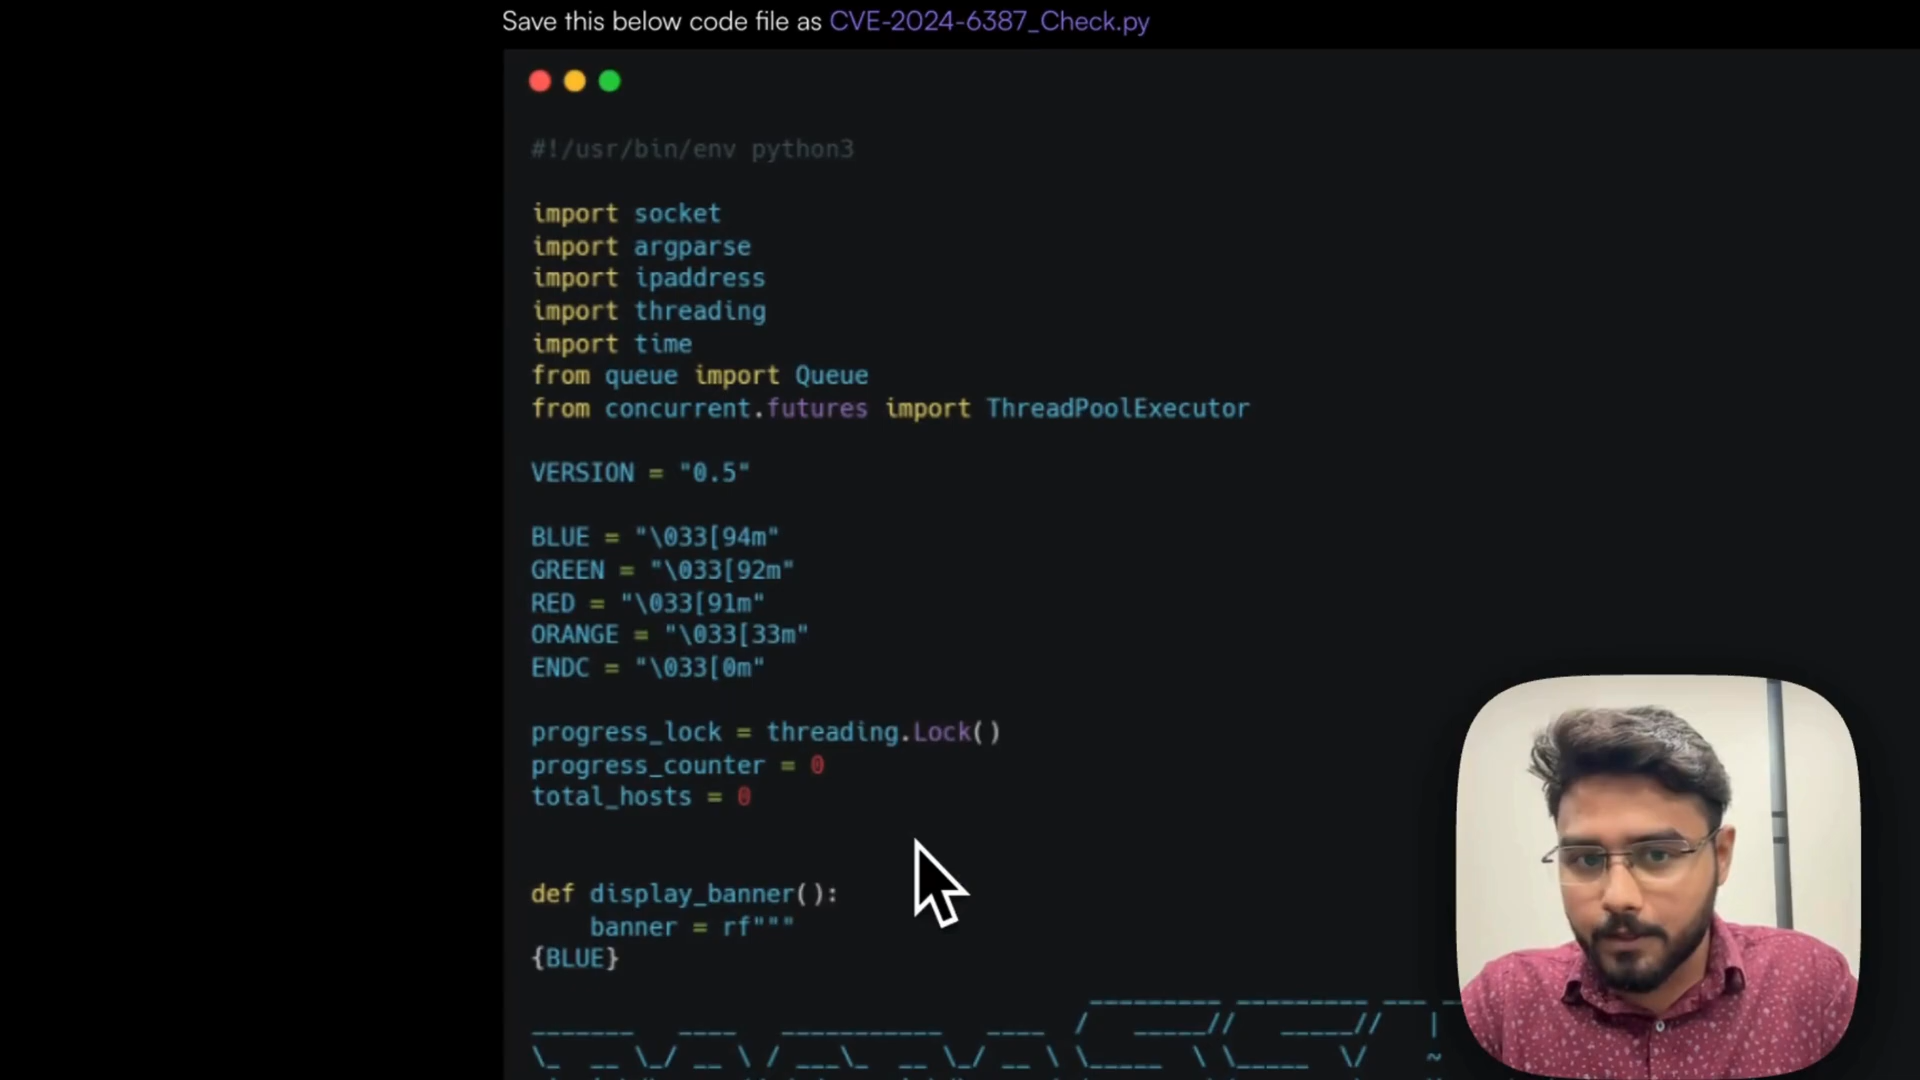 Save this below code file as CVE-2024-6387_Check.py
#!/usr/bin/env python3
import socket
import argparse
import ipaddress
import threading
import time
from queue import Queue
from concurrent.futures import ThreadPoolExecutor
VERSION = "0.5"
BLUE = "\033[94m"
GREEN = "\033[92m"
RED = "\033[91m"
ORANGE = "\033[33m"
ENDC = "\033[0m"
progress_lock = threading.Lock()
progress_counter = 0
total_hosts = 0
def display_banner():
    banner = rf"""
{BLUE}